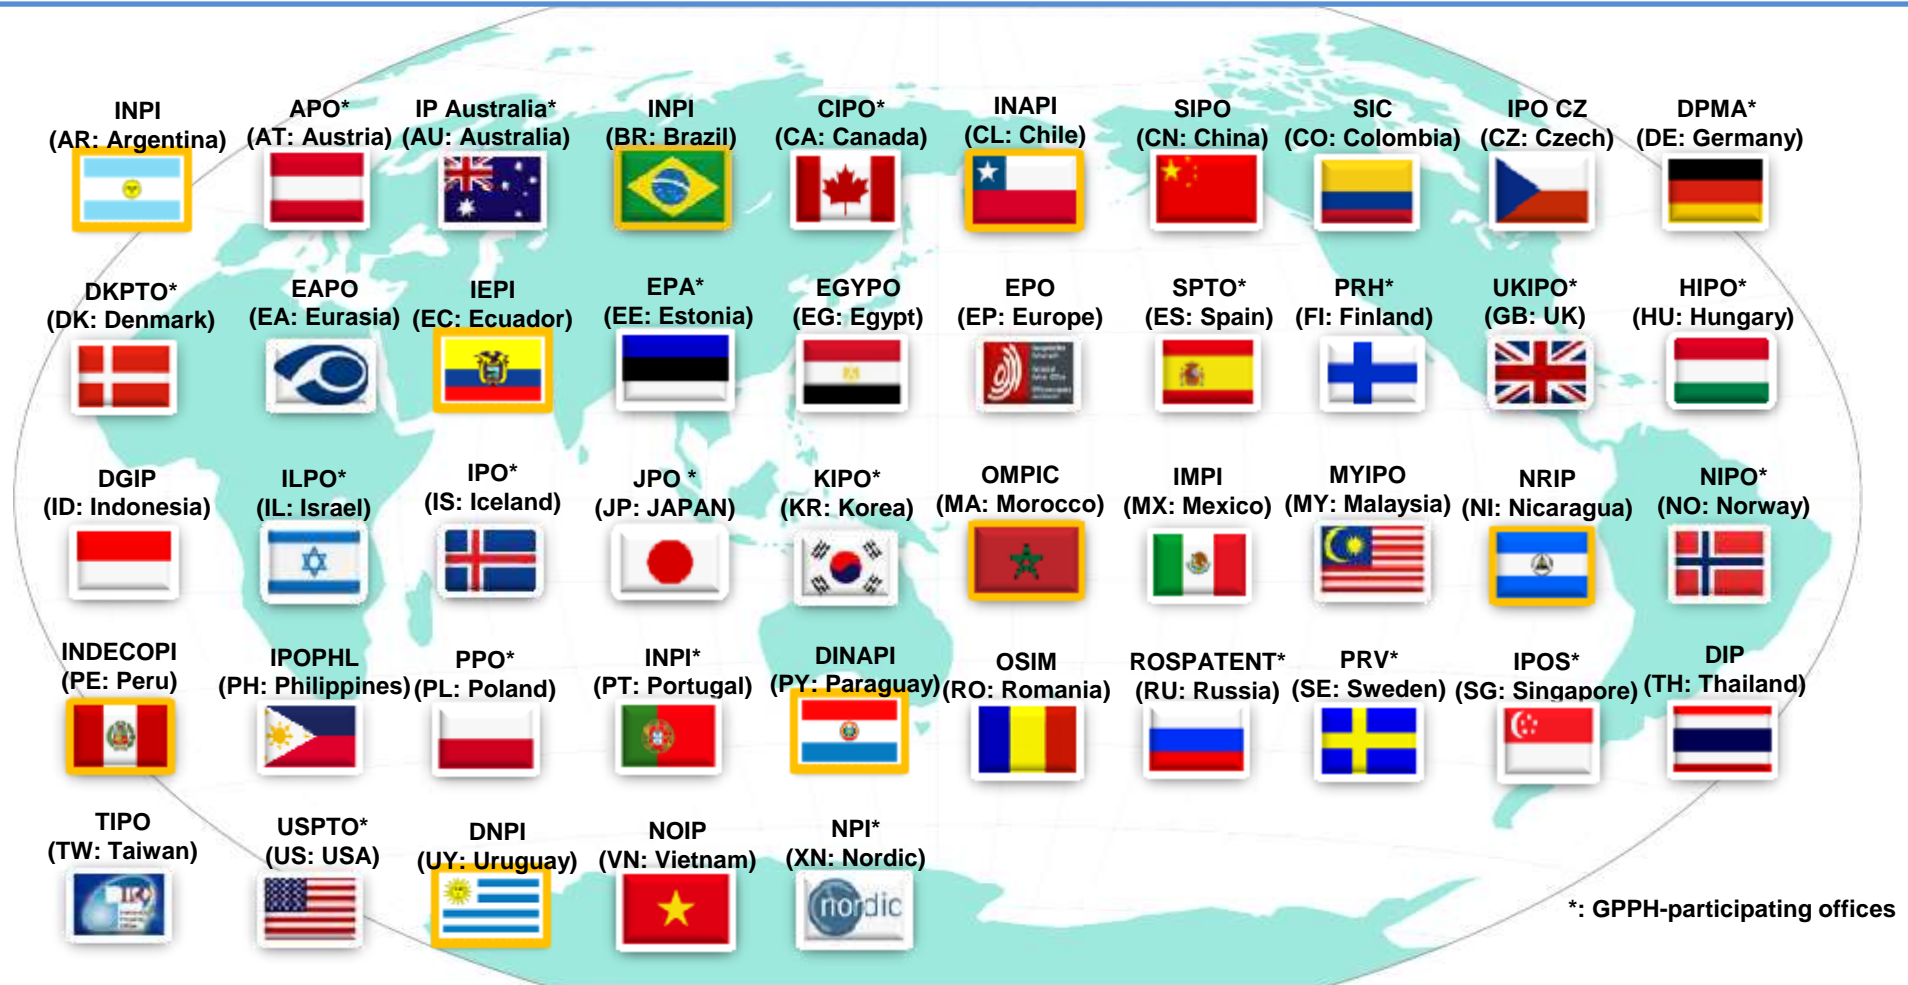 INPI
(AR: Argentina)
APO*
(AT: Austria)
IP Australia*
(AU: Australia)
INPI
(BR: Brazil)
CIPO*
(CA: Canada)
INAPI
(CL: Chile)
SIPO
(CN: China)
SIC
(CO: Colombia)
IPO CZ
(CZ: Czech)
DPMA*
(DE: Germany)
DKPTO*
(DK: Denmark)
EAPO
(EA: Eurasia)
IEPI
(EC: Ecuador)
EPA*
(EE: Estonia)
EGYPO
(EG: Egypt)
EPO
(EP: Europe)
SPTO*
(ES: Spain)
PRH*
(FI: Finland)
UKIPO*
(GB: UK)
HIPO*
(HU: Hungary)
DGIP
(ID: Indonesia)
ILPO*
(IL: Israel)
IPO*
(IS: Iceland)
JPO *
(JP: JAPAN)
KIPO*
(KR: Korea)
OMPIC
(MA: Morocco)
IMPI
(MX: Mexico)
MYIPO
(MY: Malaysia)
NRIP
(NI: Nicaragua)
NIPO*
(NO: Norway)
INDECOPI
(PE: Peru)
IPOPHL
(PH: Philippines)
PPO*
(PL: Poland)
INPI*
(PT: Portugal)
DINAPI
(PY: Paraguay)
OSIM
(RO: Romania)
ROSPATENT*
(RU: Russia)
PRV*
(SE: Sweden)
IPOS*
(SG: Singapore)
DIP
(TH: Thailand)
TIPO
(TW: Taiwan)
USPTO*
(US: USA)
DNPI
(UY: Uruguay)
NOIP
(VN: Vietnam)
NPI*
(XN: Nordic)
nordic
*: GPPH-participating offices